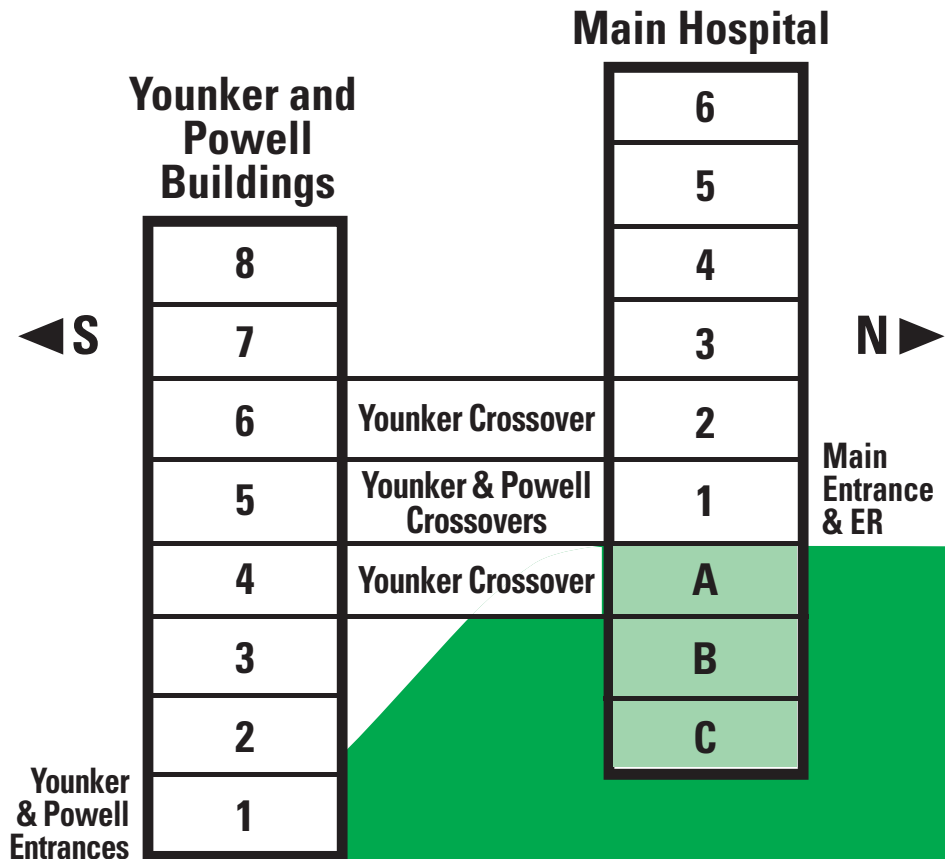 Main Hospital
6
5
4
3
2
1
A
B
C
Younker and
Powell
Buildings
8
7
6
5
4
3
2
1
S
N
Younker Crossover
Younker & Powell
Crossovers
Younker Crossover
Main
Entrance
& ER
Younker
& Powell
Entrances